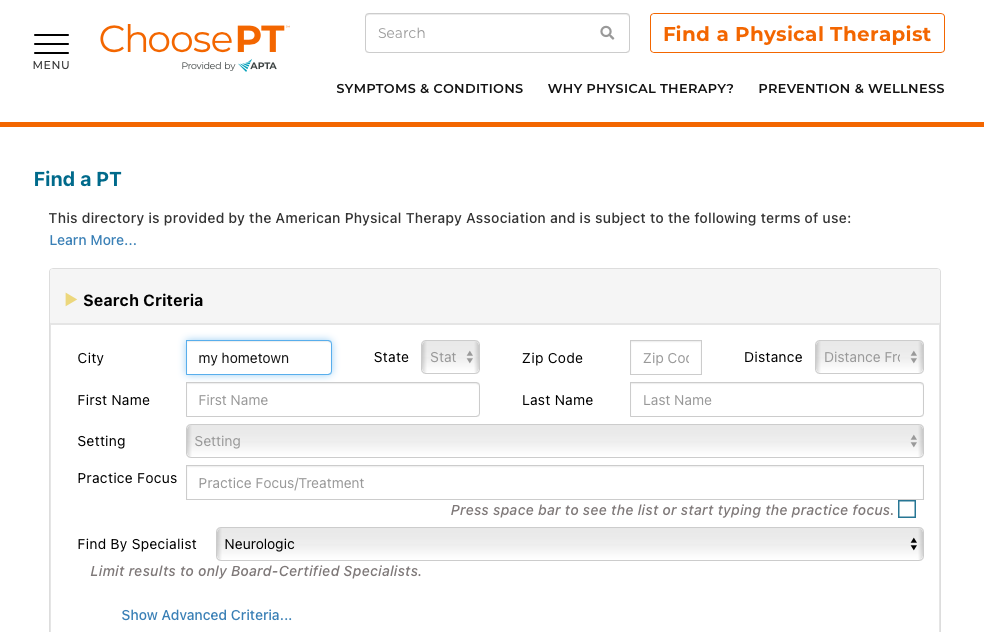 MENU
ChoosePT
Provided by APTA
Search
Find a Physical Therapist
SYMPTOMS & CONDITIONS WHY PHYSICAL THERAPY? PREVENTION & WELLNESS
Find a PT
This directory is provided by the American Physical Therapy Association and is subject to the following terms of use:
Learn More...
Search Criteria
City my hometown State Stat Zip Code Zip Coc Distance Distance Frc
First Name First Name Last Name Last Name
Setting Setting
Practice Focus Practice Focus/Treatment
Press space bar to see the list or start typing the practice focus.
Find By Specialist Neurologic
Limit results to only Board-Certified Specialists.
Show Advanced Criteria...